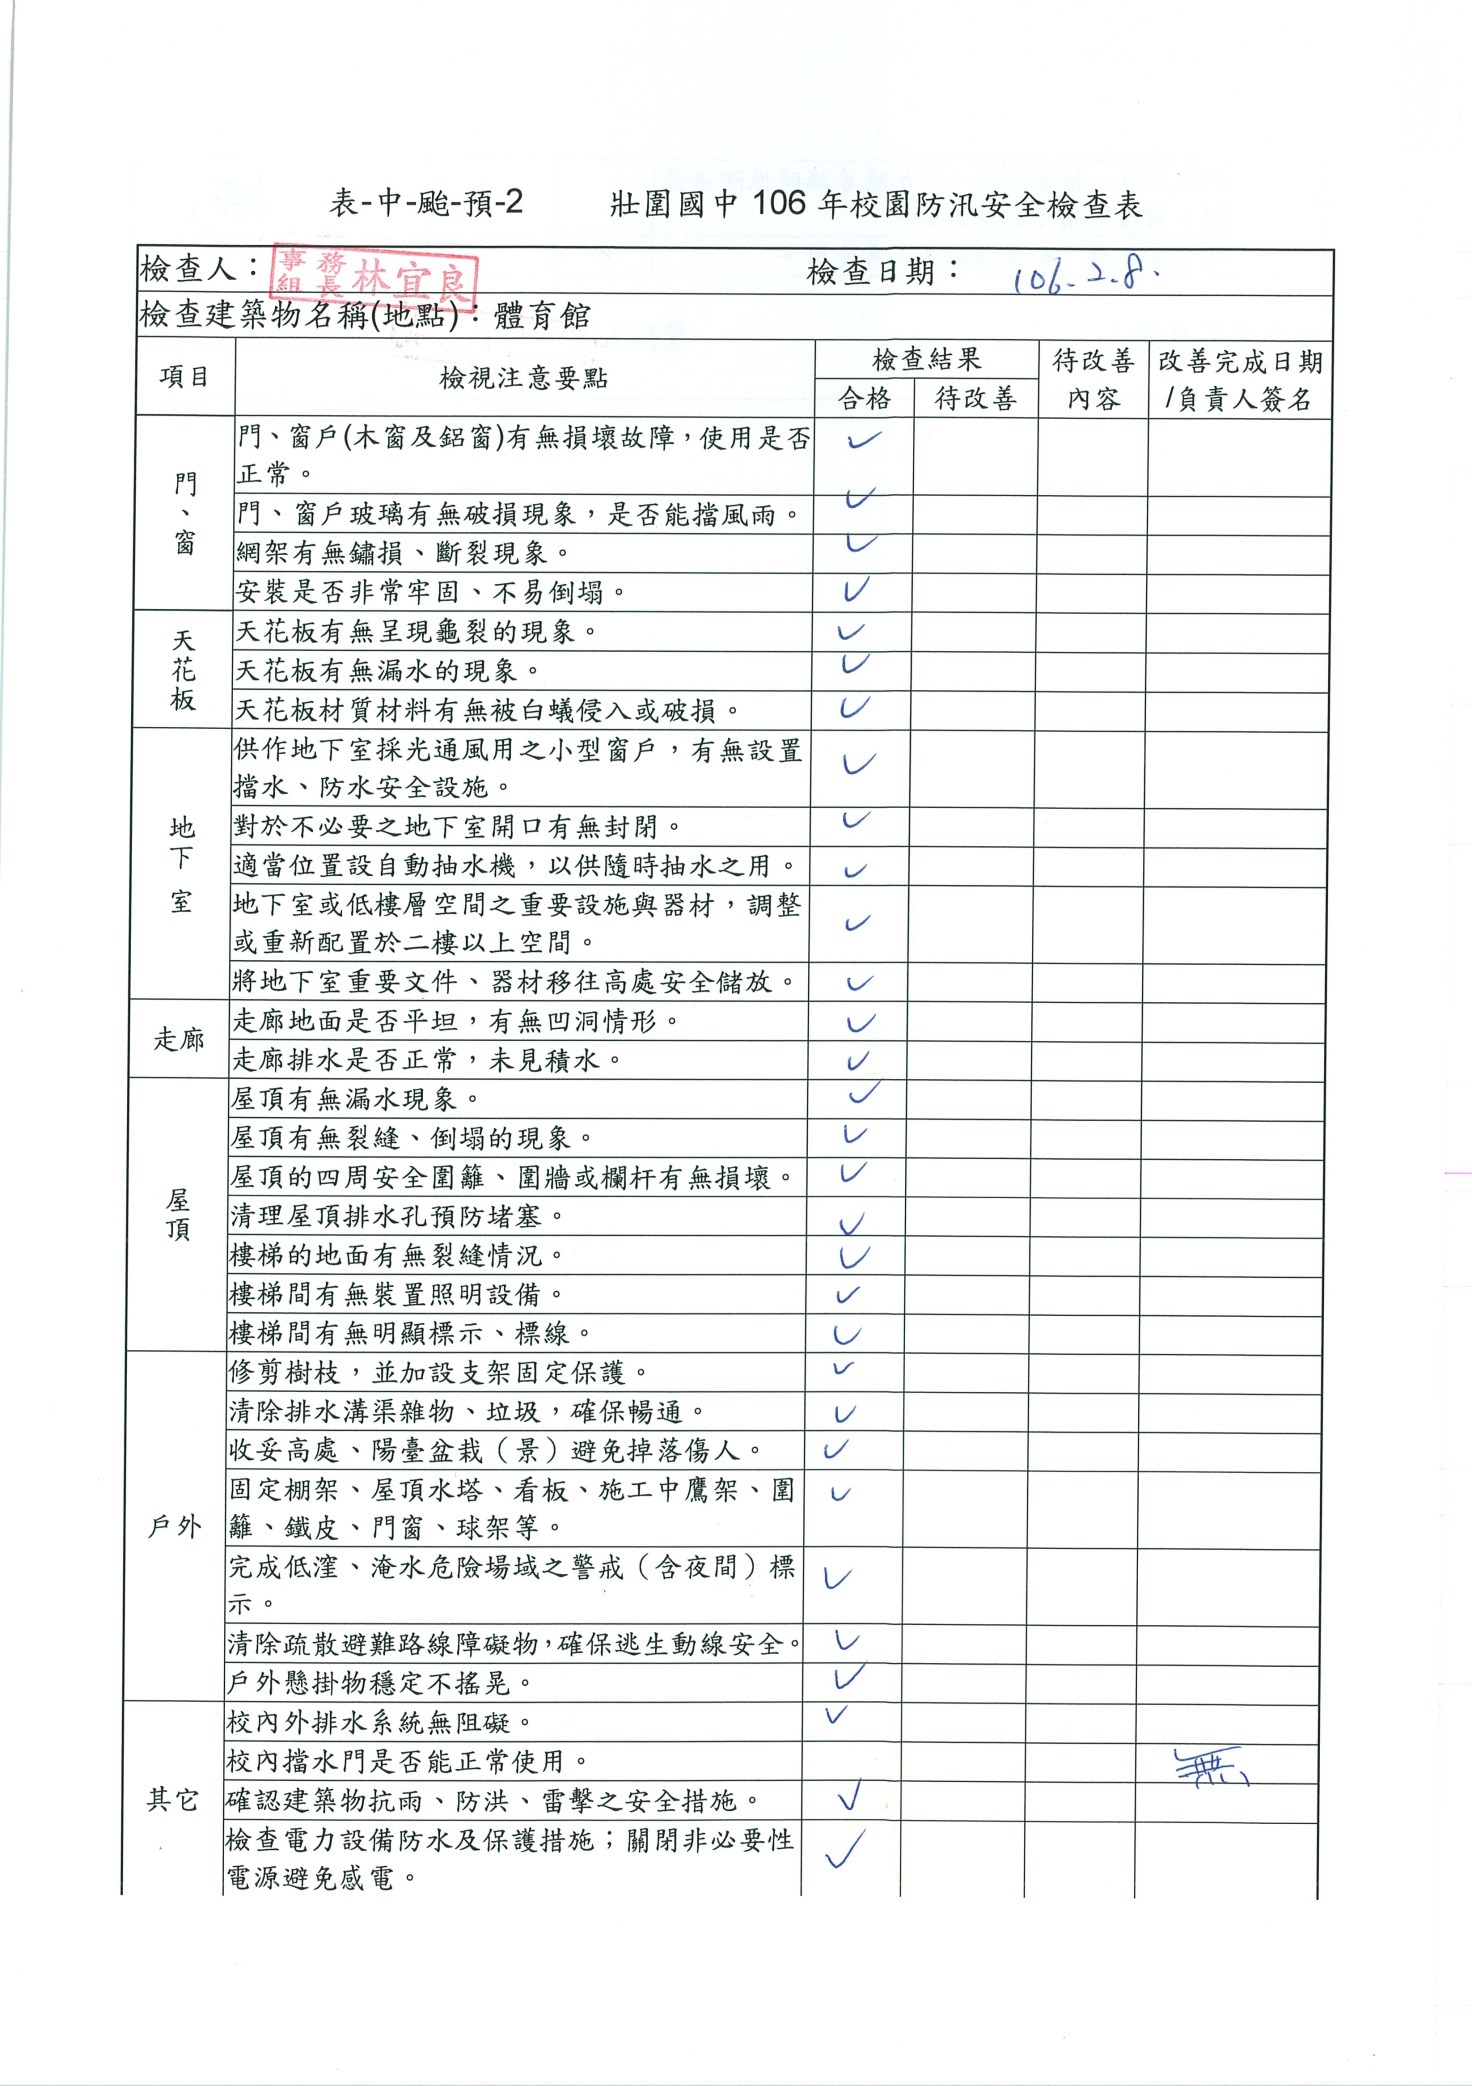 表-中-颱-預-2 壯圍國中 106 年校園防汛安全檢查表
檢查人： 事務組長 林宜良 檢查日期： 106.2.8.
檢查建築物名稱(地點)：體育館
項目 檢視注意要點 檢查結果 待改善內容 改善完成日期/負責人簽名
合格 待改善
門、窗
門、窗戶(木窗及鋁窗)有無損壞故障，使用是否
正常。 ✓
門、窗戶玻璃有無破損現象，是否能擋風雨。 ✓
網架有無鏽損、斷裂現象。 ✓
安裝是否非常牢固、不易倒塌。 ✓
天花板
天花板有無呈現龜裂的現象。 ✓
天花板有無漏水的現象。 ✓
天花板材質材料有無被白蟻侵入或破損。 ✓
地下室
供作地下室採光通風用之小型窗戶，有無設置
擋水、防水安全設施。 ✓
對於不必要之地下室開口有無封閉。 ✓
適當位置設自動抽水機，以供隨時抽水之用。 ✓
地下室或低樓層空間之重要設施與器材，調整
或重新配置於二樓以上空間。 ✓
將地下室重要文件、器材移往高處安全儲放。 ✓
走廊
走廊地面是否平坦，有無凹洞情形。 ✓
走廊排水是否正常，未見積水。 ✓
屋頂
屋頂有無漏水現象。 ✓
屋頂有無裂縫、倒塌的現象。 ✓
屋頂的四周安全圍籬、圍牆或欄杆有無損壞。 ✓
清理屋頂排水孔預防堵塞。 ✓
樓梯的地面有無裂縫情況。 ✓
樓梯間有無裝置照明設備。 ✓
樓梯間有無明顯標示、標線。 ✓
戶外
修剪樹枝，並加設支架固定保護。 ✓
清除排水溝渠雜物、垃圾，確保暢通。 ✓
收妥高處、陽臺盆栽（景）避免掉落傷人。 ✓
固定棚架、屋頂水塔、看板、施工中鷹架、圍
籬、鐵皮、門窗、球架等。 ✓
完成低窪、淹水危險場域之警戒（含夜間）標
示。 ✓
清除疏散避難路線障礙物，確保逃生動線安全。 ✓
戶外懸掛物穩定不搖晃。 ✓
其它
校內外排水系統無阻礙。 ✓
校內擋水門是否能正常使用。 無
確認建築物抗雨、防洪、雷擊之安全措施。 ✓
檢查電力設備防水及保護措施；關閉非必要性
電源避免感電。 ✓